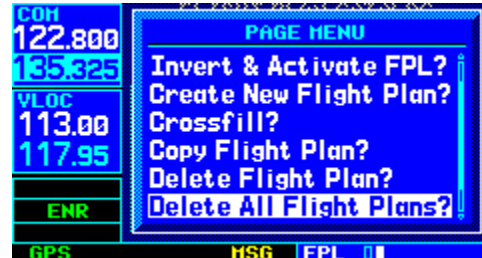 COM
122.800
135.325
VLOC
113.00
117.95
ENR
PAGE MENU
Invert & Activate FPL?
Create New Flight Plan?
Crossfill?
Copy Flight Plan?
Delete Flight Plan?
Delete All Flight Plans?
GPS MSG FPL